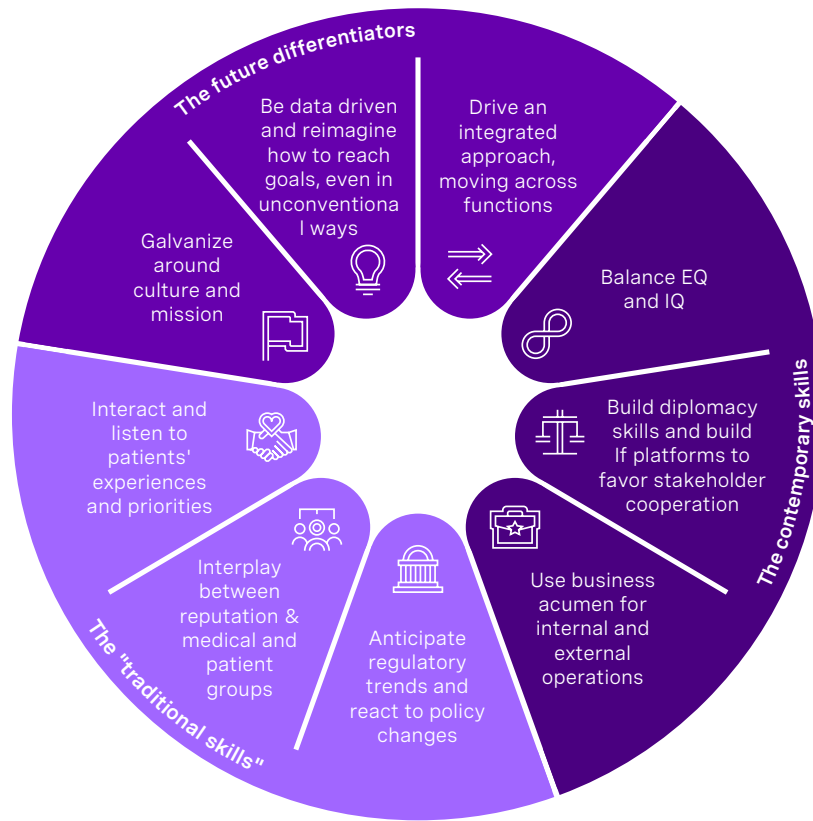 The future differentiators
Be data driven
and reimagine
how to reach
goals, even in
unconventiona
l ways
Drive an
integrated
approach,
moving across
functions
Galvanize
around
culture and
mission
Balance EQ
and IQ
The contemporary skills
Build diplomacy
skills and build
If platforms to
favor stakeholder
cooperation
Use business
acumen for
internal and
external
operations
Interact and
listen to
patients'
experiences
and priorities
Interplay
between
reputation &
medical and
patient
groups
Anticipate
regulatory
trends and
react to policy
changes
The "traditional skills"